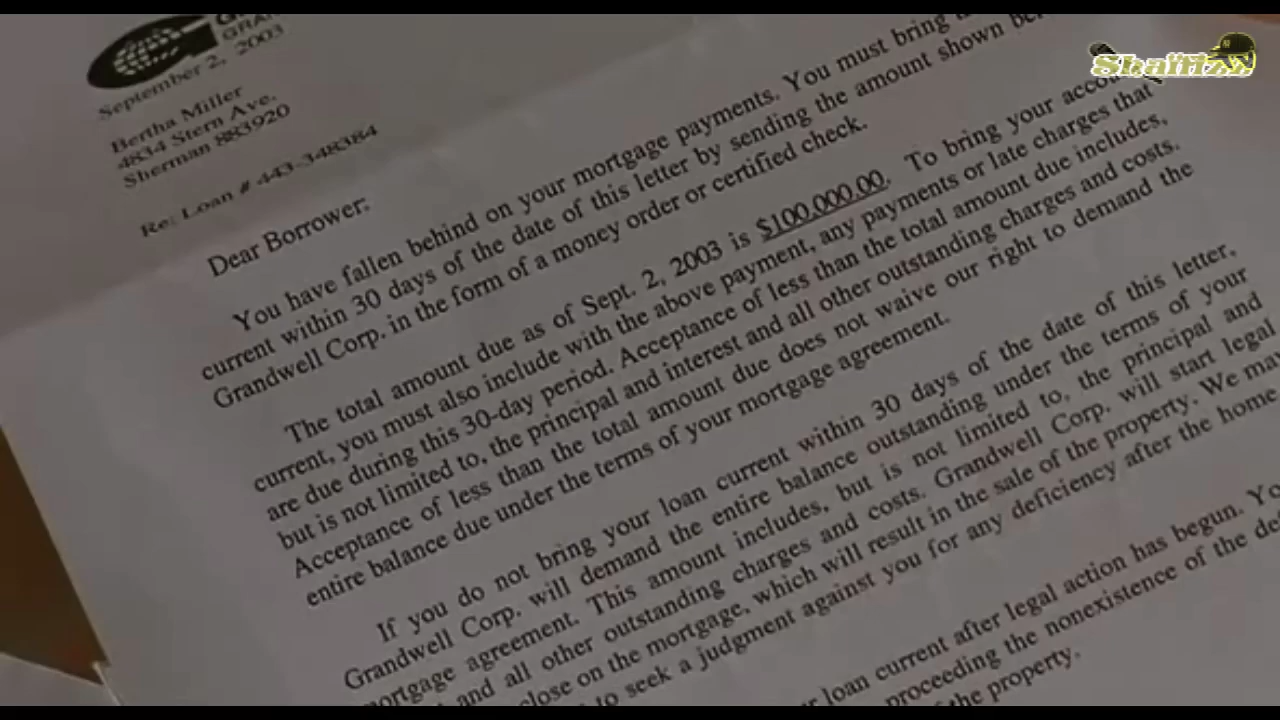 GRAN
September 2, 2003
Bertha Miller
4834 Stern Ave.
Sherman 883920
Re: Loan # 443-348384
Dear Borrower:
You have fallen behind on your mortgage payments. You must bring
current within 30 days of the date of this letter by sending the amount shown
Grandwell Corp. in the form of a money order or certified check.
The total amount due as of Sept. 2, 2003 is $100,000.00. To bring your
current, you must also include with the above payment, any payments or late charges that
are due during this 30-day period. Acceptance of less than the total amount due includes,
but is not limited to, the principal and interest and all other outstanding charges and costs.
Acceptance of less than the total amount due does not waive our right to demand the
entire balance due under the terms of your mortgage agreement.
If you do not bring your loan current within 30 days of the date of this letter,
Grandwell Corp. will demand the entire balance outstanding under the terms of your
mortgage agreement. This amount includes, but is not limited to, the principal and
and all other outstanding charges and costs. Grandwell Corp. will start legal
close on the mortgage, which will result in the sale of the property. We may
to seek a judgment against you for any deficiency after the home
loan current after legal action has begun.
proceeding the nonexistence of the
the property.